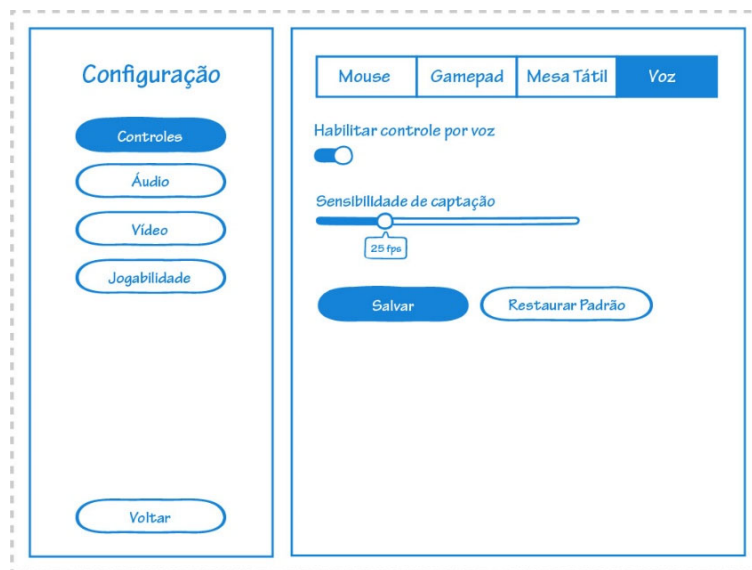 Configuração
Controles
Áudio
Vídeo
Jogabilidade
Voltar
Mouse
Gamepad
Mesa Tátil
Voz
Habilitar controle por voz
Sensibilidade de captação
25 fps
Salvar
Restaurar Padrão